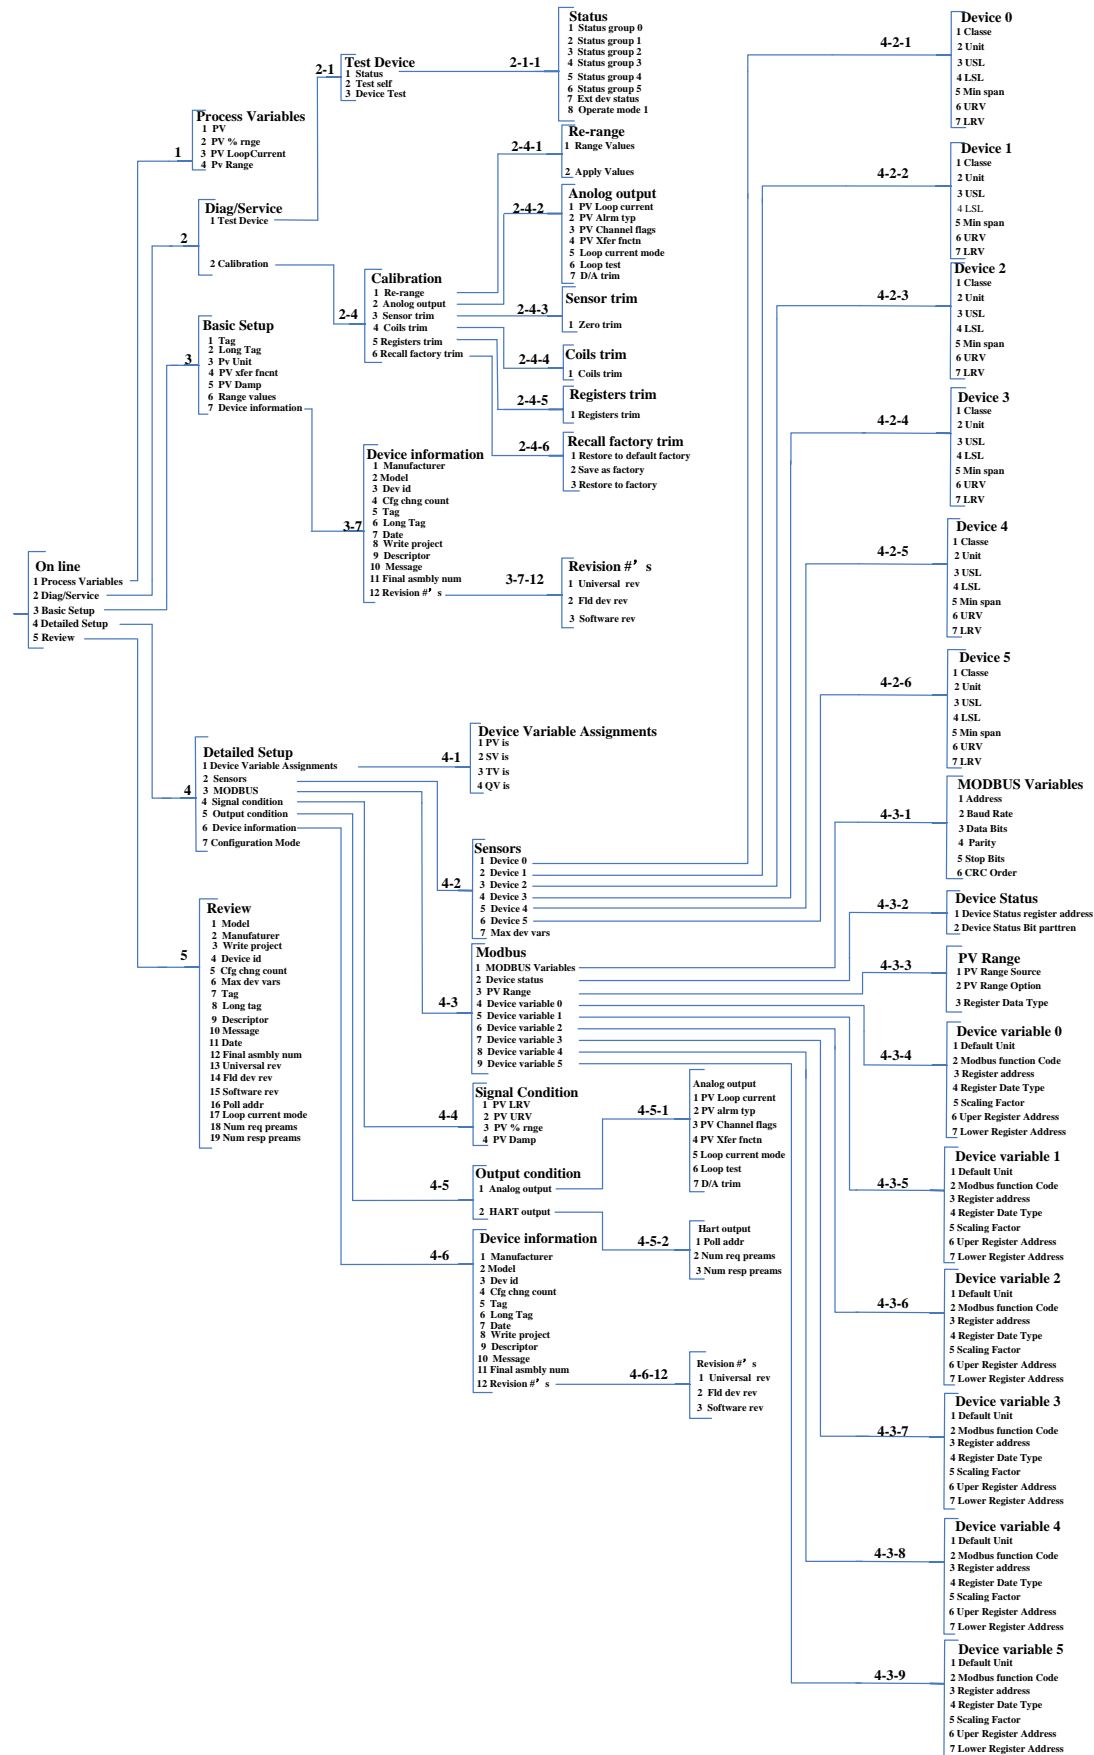 On line
1 Process Variables
2 Diag/Service
3 Basic Setup
4 Detailed Setup
5 Review
1
Process Variables
1 PV
2 PV % rnge
3 PV LoopCurrent
4 Pv Range
2
Diag/Service
1 Test Device
2 Calibration
2-1
Test Device
1 Status
2 Test self
3 Device Test
2-1-1
Status
1 Status group 0
2 Status group 1
3 Status group 2
4 Status group 3
5 Status group 4
6 Status group 5
7 Ext dev status
8 Operate mode 1
2-4
Calibration
1 Re-range
2 Anolog output
3 Sensor trim
4 Coils trim
5 Registers trim
6 Recall factory trim
2-4-1
Re-range
1 Range Values
2 Apply Values
2-4-2
Anolog output
1 PV Loop current
2 PV Alrm typ
3 PV Channel flags
4 PV Xfer fnctn
5 Loop current mode
6 Loop test
7 D/A trim
2-4-3
Sensor trim
1 Zero trim
2-4-4
Coils trim
1 Coils trim
2-4-5
Registers trim
1 Registers trim
2-4-6
Recall factory trim
1 Restore to default factory
2 Save as factory
3 Restore to factory
3
Basic Setup
1 Tag
2 Long Tag
3 Pv Unit
4 PV xfer fncnt
5 PV Damp
6 Range values
7 Device information
3-7
Device information
1 Manufacturer
2 Model
3 Dev id
4 Cfg chng count
5 Tag
6 Long Tag
7 Date
8 Write project
9 Descriptor
10 Message
11 Final asmbly num
12 Revision #’ s
3-7-12
Revision #’ s
1 Universal rev
2 Fld dev rev
3 Software rev
4
Detailed Setup
1 Device Variable Assignments
2 Sensors
3 MODBUS
4 Signal condition
5 Output condition
6 Device information
7 Configuration Mode
4-1
Device Variable Assignments
1 PV is
2 SV is
3 TV is
4 QV is
4-2
Sensors
1 Device 0
2 Device 1
3 Device 2
4 Device 3
5 Device 4
6 Device 5
7 Max dev vars
4-3
Modbus
1 MODBUS Variables
2 Device status
3 PV Range
4 Device variable 0
5 Device variable 1
6 Device variable 2
7 Device variable 3
8 Device variable 4
9 Device variable 5
4-4
Signal Condition
1 PV LRV
2 PV URV
3 PV % rnge
4 PV Damp
4-5
Output condition
1 Analog output
2 HART output
4-5-1
Analog output
1 PV Loop current
2 PV alrm typ
3 PV Channel flags
4 PV Xfer fnctn
5 Loop current mode
6 Loop test
7 D/A trim
4-5-2
Hart output
1 Poll addr
2 Num req preams
3 Num resp preams
4-6
Device information
1 Manufacturer
2 Model
3 Dev id
4 Cfg chng count
5 Tag
6 Long Tag
7 Date
8 Write project
9 Descriptor
10 Message
11 Final asmbly num
12 Revision #’ s
4-6-12
Revision #’ s
1 Universal rev
2 Fld dev rev
3 Software rev
5
Review
1 Model
2 Manufaturer
3 Write project
4 Device id
5 Cfg chng count
6 Max dev vars
7 Tag
8 Long tag
9 Descriptor
10 Message
11 Date
12 Final asmbly num
13 Universal rev
14 Fld dev rev
15 Software rev
16 Poll addr
17 Loop current mode
18 Num req preams
19 Num resp preams
4-2-1
Device 0
1 Classe
2 Unit
3 USL
4 LSL
5 Min span
6 URV
7 LRV
4-2-2
Device 1
1 Classe
2 Unit
3 USL
4 LSL
5 Min span
6 URV
7 LRV
4-2-3
Device 2
1 Classe
2 Unit
3 USL
4 LSL
5 Min span
6 URV
7 LRV
4-2-4
Device 3
1 Classe
2 Unit
3 USL
4 LSL
5 Min span
6 URV
7 LRV
4-2-5
Device 4
1 Classe
2 Unit
3 USL
4 LSL
5 Min span
6 URV
7 LRV
4-2-6
Device 5
1 Classe
2 Unit
3 USL
4 LSL
5 Min span
6 URV
7 LRV
4-3-1
MODBUS Variables
1 Address
2 Baud Rate
3 Data Bits
4 Parity
5 Stop Bits
6 CRC Order
4-3-2
Device Status
1 Device Status register address
2 Device Status Bit parttren
4-3-3
PV Range
1 PV Range Source
2 PV Range Option
3 Register Data Type
4-3-4
Device variable 0
1 Default Unit
2 Modbus function Code
3 Register address
4 Register Date Type
5 Scaling Factor
6 Uper Register Address
7 Lower Register Address
4-3-5
Device variable 1
1 Default Unit
2 Modbus function Code
3 Register address
4 Register Date Type
5 Scaling Factor
6 Uper Register Address
7 Lower Register Address
4-3-6
Device variable 2
1 Default Unit
2 Modbus function Code
3 Register address
4 Register Date Type
5 Scaling Factor
6 Uper Register Address
7 Lower Register Address
4-3-7
Device variable 3
1 Default Unit
2 Modbus function Code
3 Register address
4 Register Date Type
5 Scaling Factor
6 Uper Register Address
7 Lower Register Address
4-3-8
Device variable 4
1 Default Unit
2 Modbus function Code
3 Register address
4 Register Date Type
5 Scaling Factor
6 Uper Register Address
7 Lower Register Address
4-3-9
Device variable 5
1 Default Unit
2 Modbus function Code
3 Register address
4 Register Date Type
5 Scaling Factor
6 Uper Register Address
7 Lower Register Address